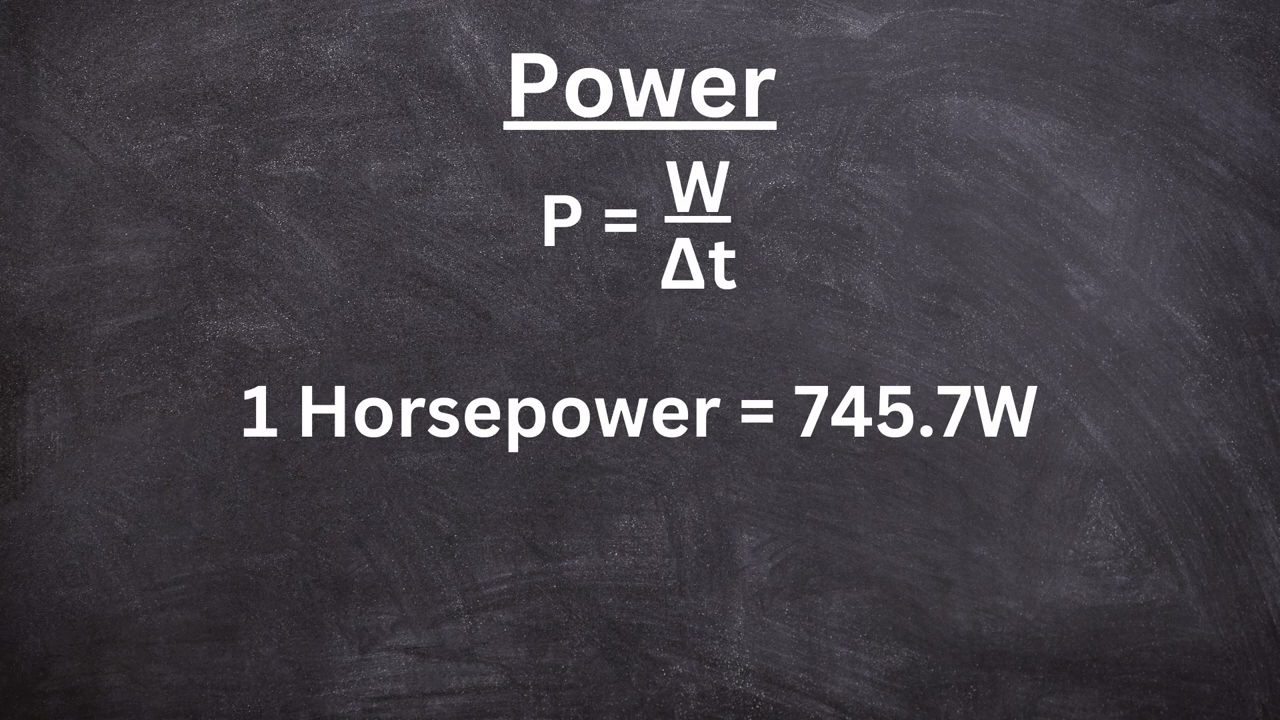 Power
P = W
Δt
1 Horsepower = 745.7W